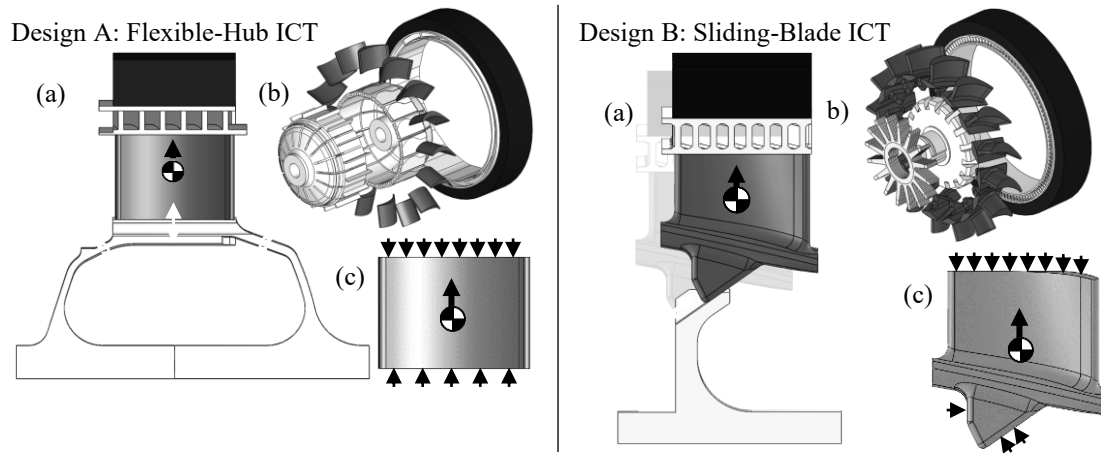 Design A: Flexible-Hub ICT
(a)
(b)
(c)
Design B: Sliding-Blade ICT
(a)
b)
(c)